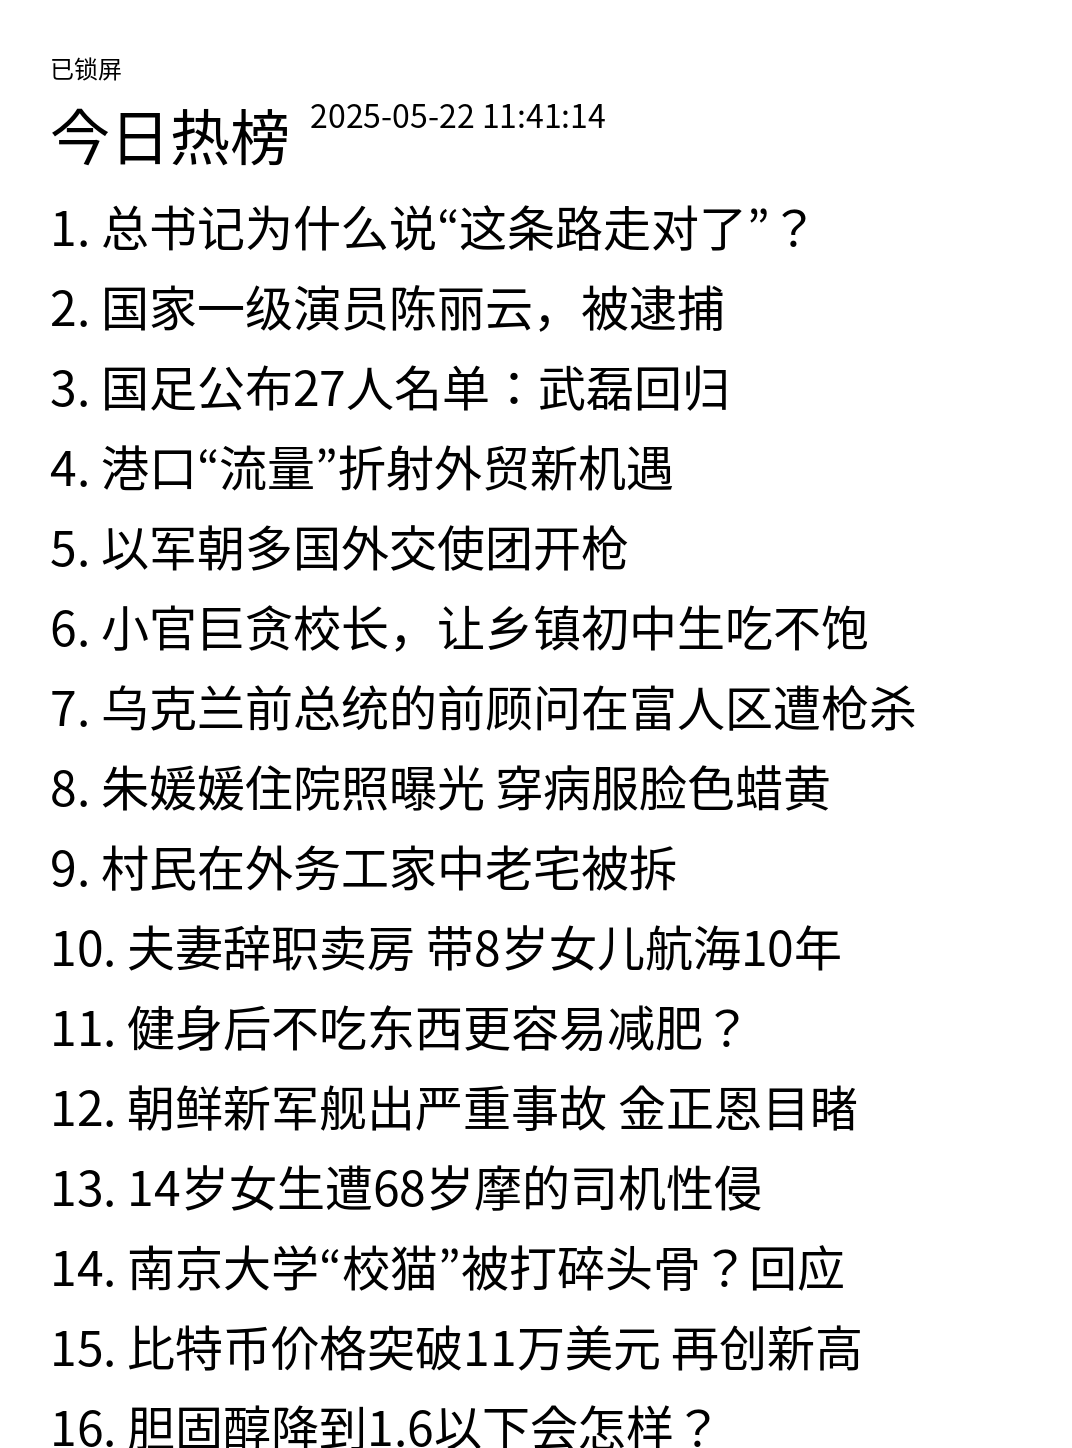 已锁屏
今日热榜 2025-05-22 11:41:14
1. 总书记为什么说“这条路走对了”？
2. 国家一级演员陈丽云，被逮捕
3. 国足公布27人名单：武磊回归
4. 港口“流量”折射外贸新机遇
5. 以军朝多国外交使团开枪
6. 小官巨贪校长，让乡镇初中生吃不饱
7. 乌克兰前总统的前顾问在富人区遭枪杀
8. 朱媛媛住院照曝光 穿病服脸色蜡黄
9. 村民在外务工家中老宅被拆
10. 夫妻辞职卖房 带8岁女儿航海10年
11. 健身后不吃东西更容易减肥？
12. 朝鲜新军舰出严重事故 金正恩目睹
13. 14岁女生遭68岁摩的司机性侵
14. 南京大学“校猫”被打碎头骨？回应
15. 比特币价格突破11万美元 再创新高
16. 胆固醇降到1.6以下会怎样？